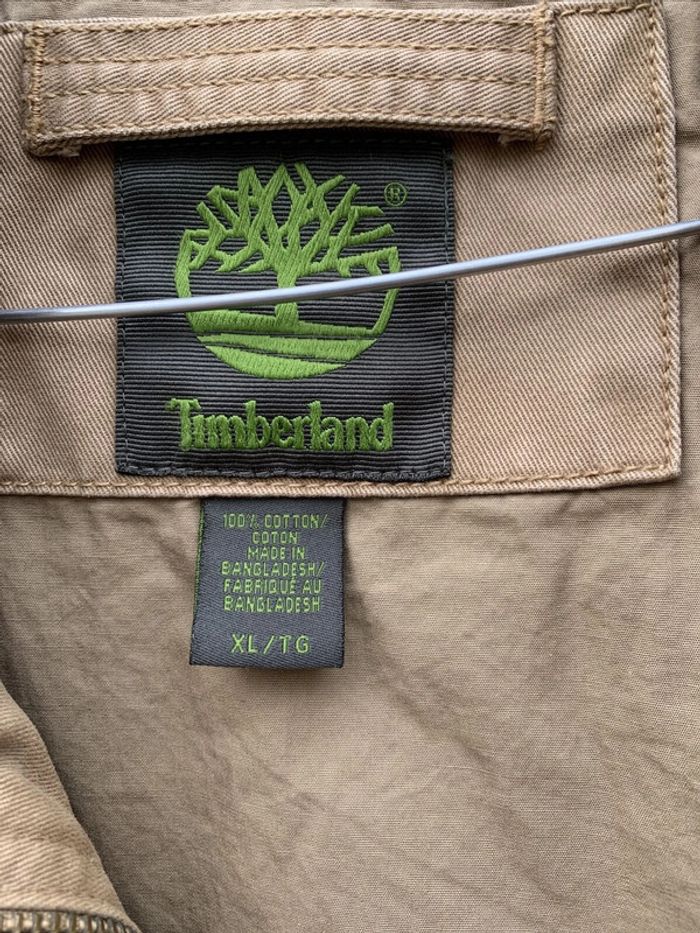 ®
Timberland
100% COTTON/
COTON
MADE IN
BANGLADESH/
FABRIQUÉ AU
BANGLADESH
XL/TG